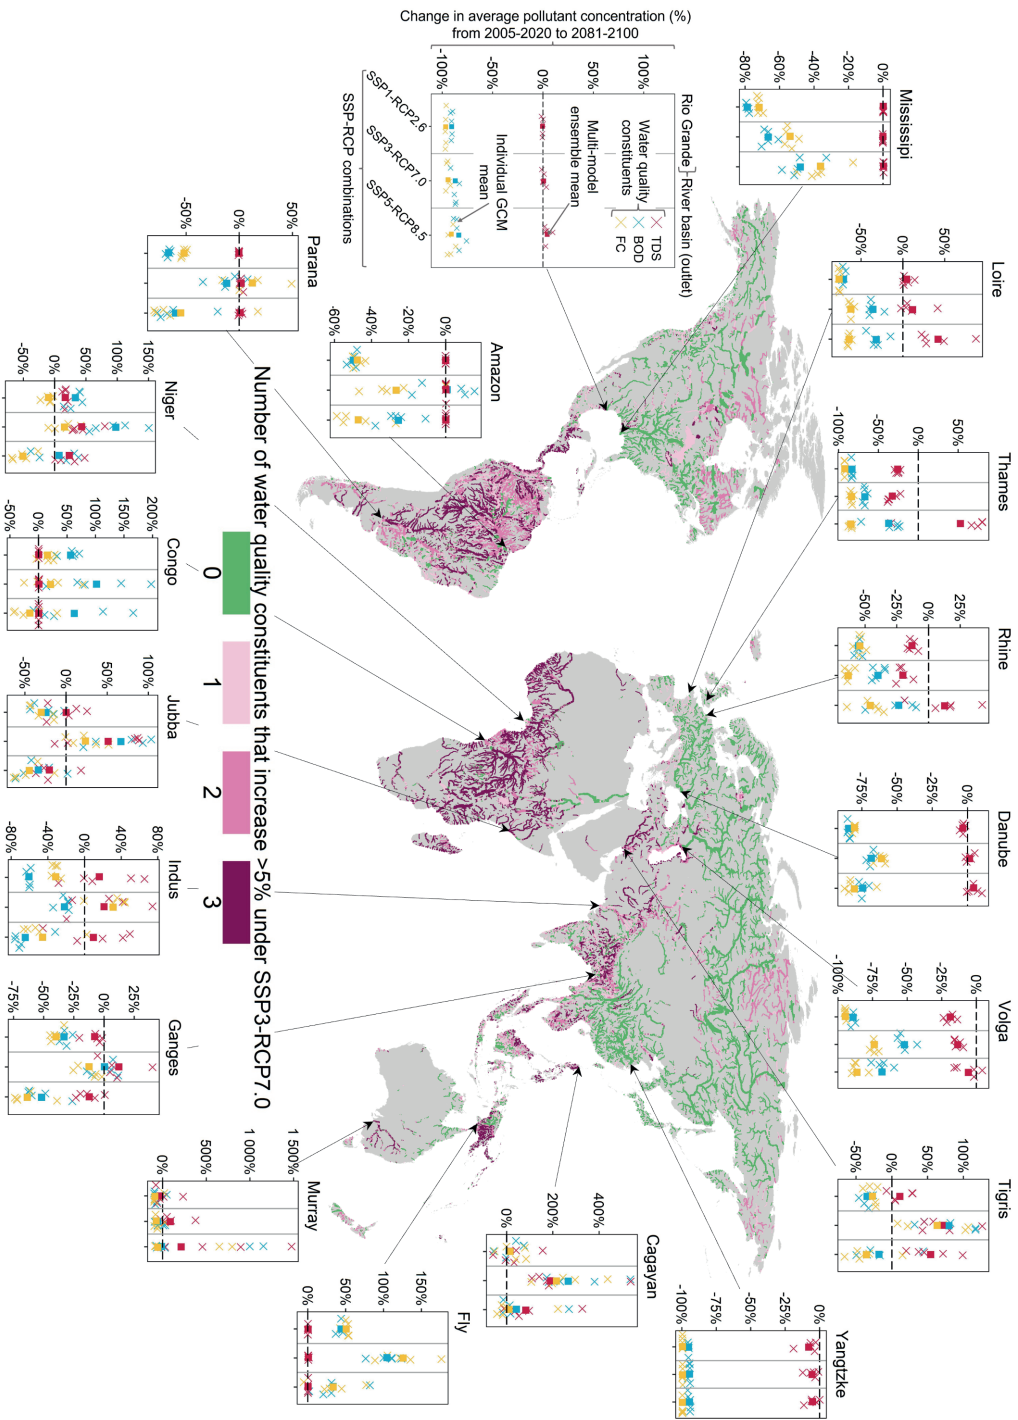 Mississipi
0%
-20%
-40%
-60%
-80%
Loire
50%
0%
-50%
Thames
50%
0%
-50%
-100%
Rhine
25%
0%
-25%
-50%
Danube
0%
-25%
-50%
-75%
Volga
0%
-25%
-50%
-100%
Tigris
100%
50%
0%
-50%
Yangtzke
0%
-25%
-50%
-75%
-100%
Change in average pollutant concentration (%)
from 2005-2020 to 2081-2100
100%
50%
0%
-50%
-100%
Rio Grande
River basin (outlet)
Water quality
constituents
TDS
BOD
FC
Multi-model
ensemble mean
Individual GCM
mean
SSP1-RCP2.6
SSP3-RCP7.0
SSP5-RCP8.5
SSP-RCP combinations
Cagayan
400%
200%
0%
Amazon
0%
-20%
-40%
-60%
Fly
150%
100%
50%
0%
Parana
50%
0%
-50%
Murray
1 500%
1 000%
500%
0%
Number of water quality constituents that increase >5% under SSP3-RCP7.0
0
1
2
3
Niger
150%
100%
50%
0%
-50%
Congo
200%
150%
100%
50%
0%
-50%
Jubba
100%
50%
0%
-50%
Indus
80%
40%
0%
-40%
-80%
Ganges
25%
0%
-25%
-50%
-75%